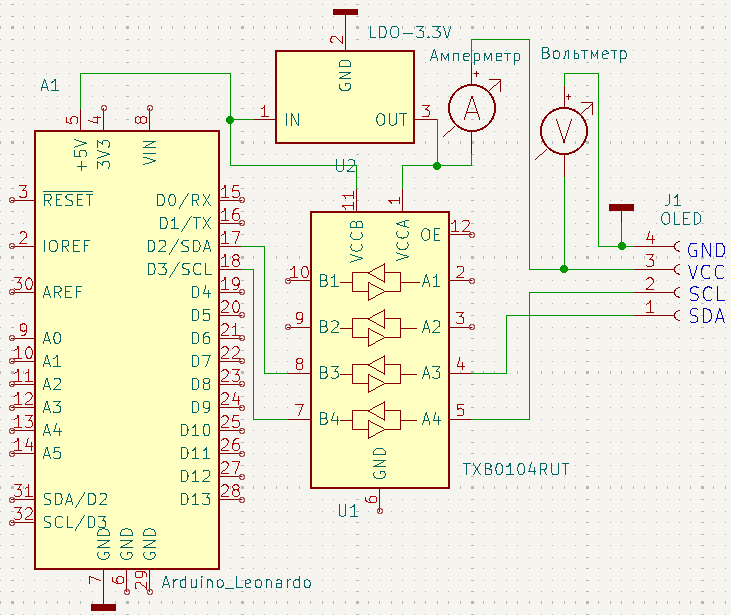 LDO-3.3V
2
GND
1 IN
OUT 3
U2
Амперметр
+
A
Вольтметр
+
V
A1
5 4 8
+5V 3V3 VIN
3 RESET
2 IOREF
30 AREF
9 A0
10 A1
11 A2
12 A3
13 A4
14 A5
31 SDA/D2
32 SCL/D3
D0/RX 15
D1/TX 16
D2/SDA 17
D3/SCL 18
D4 19
D5 20
D6 21
D7 22
D8 23
D9 24
D10 25
D11 26
D12 27
D13 28
GND GND GND
7 6 29
Arduino_Leonardo
11 1
VCCB VCCA
OE 12
10 B1 A1 2
9 B2 A2 3
8 B3 A3 4
7 B4 A4 5
GND
6
U1
TXB0104RUT
J1
OLED
4 GND
3 VCC
2 SCL
1 SDA